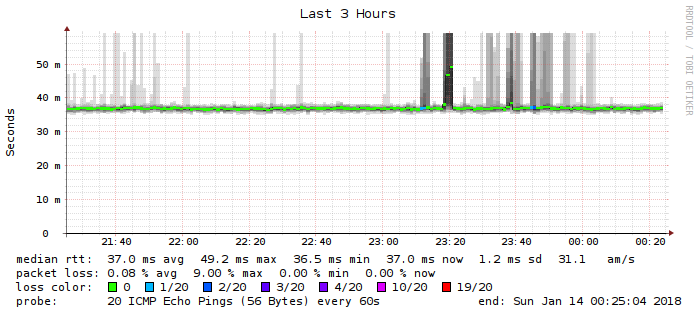 Last 3 Hours
RRDTOOL / TOBI OETIKER
Seconds
50 m
40 m
30 m
20 m
10 m
0
21:40 22:00 22:20 22:40 23:00 23:20 23:40 00:00 00:20
median rtt: 37.0 ms avg 49.2 ms max 36.5 ms min 37.0 ms now 1.2 ms sd 31.1 am/s
packet loss: 0.08 % avg 9.00 % max 0.00 % min 0.00 % now
loss color: 0 1/20 2/20 3/20 4/20 10/20 19/20
probe: 20 ICMP Echo Pings (56 Bytes) every 60s end: Sun Jan 14 00:25:04 2018